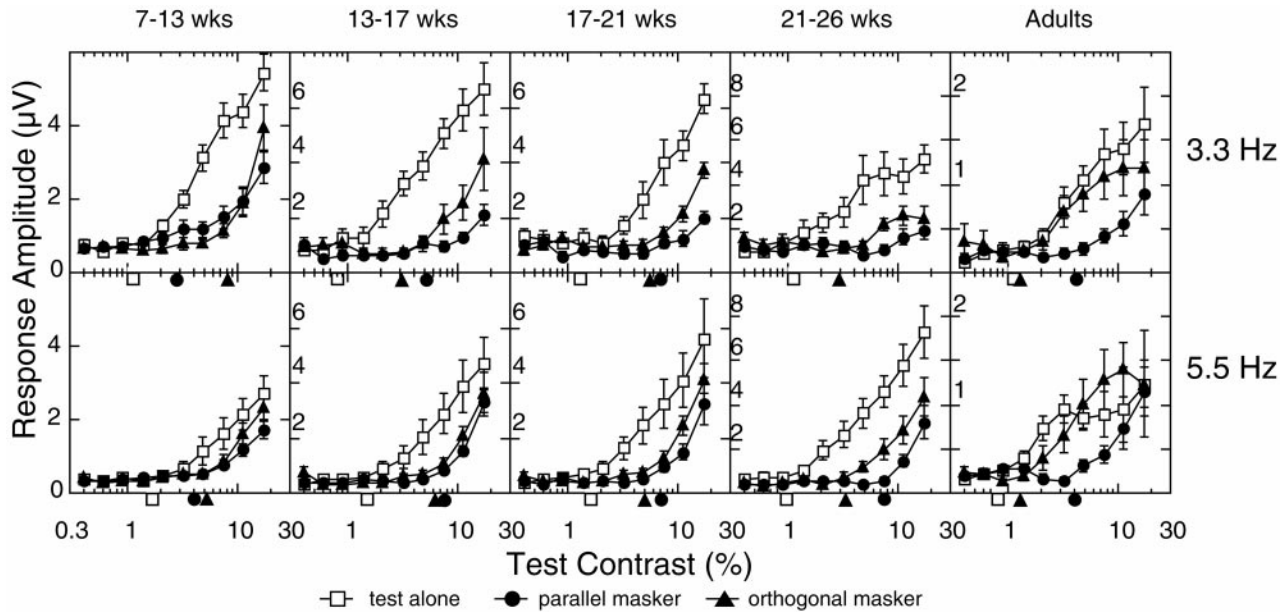 7-13 wks 13-17 wks 17-21 wks 21-26 wks Adults
Response Amplitude (µV)
4 2 0
6 4 2
6 4 2
8 6 4 2
2 1
3.3 Hz
4 2 0
6 4 2
6 4 2
8 6 4 2
2 1
5.5 Hz
0.3 1 10 30 1 10 30 1 10 30 1 10 30 1 10 30
Test Contrast (%)
test alone parallel masker orthogonal masker